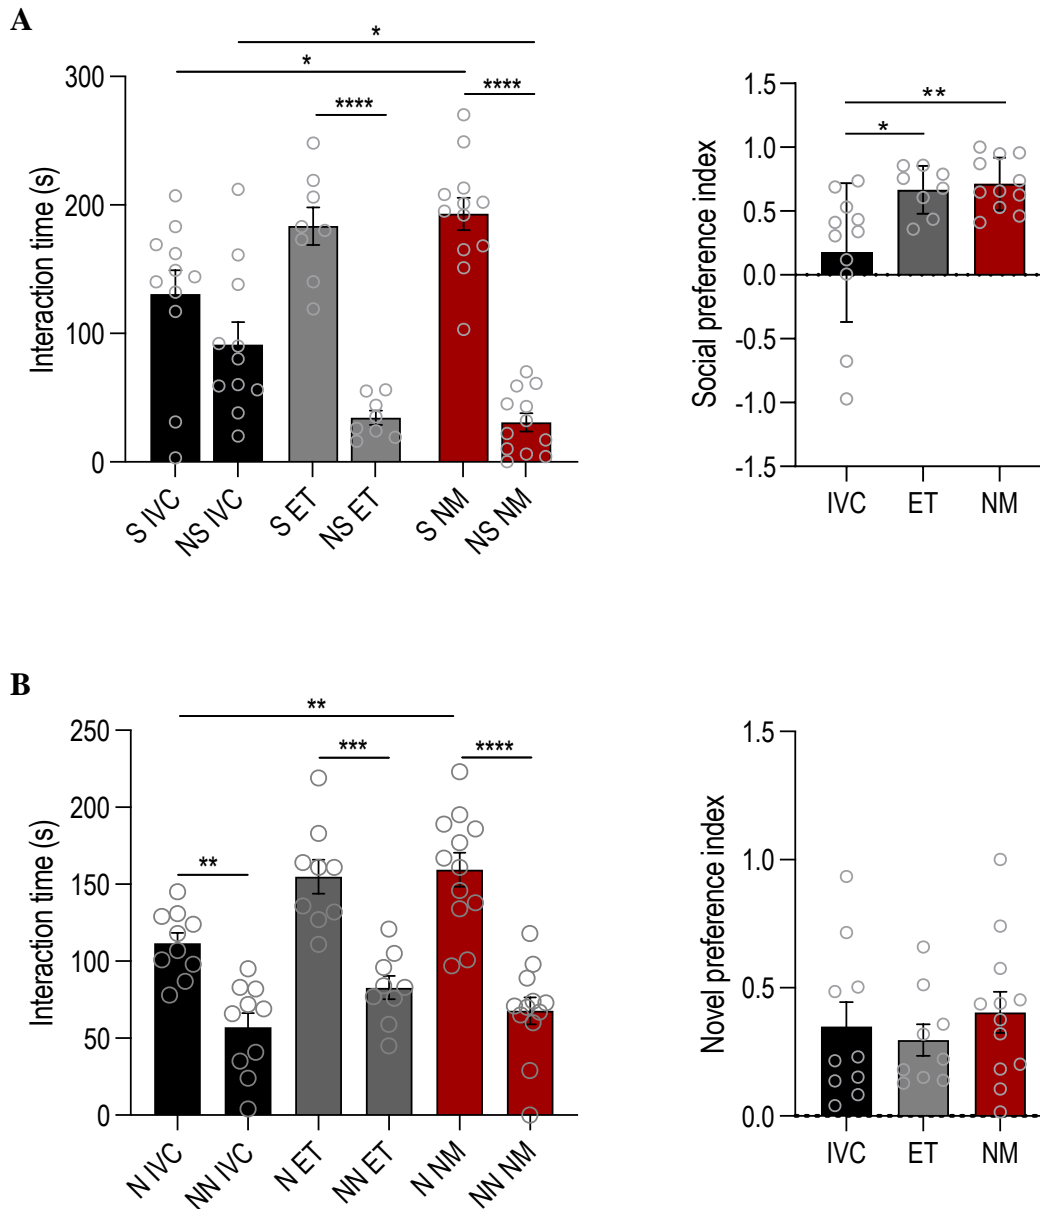 A
*
*
****
****
Interaction time (s)
300
200
100
0
S IVC
NS IVC
S ET
NS ET
S NM
NS NM
**
*
Social preference index
1.5
1.0
0.5
0.0
-0.5
-1.0
-1.5
IVC
ET
NM
B
**
***
****
**
Interaction time (s)
250
200
150
100
50
0
N IVC
NN IVC
N ET
NN ET
N NM
NN NM
Novel preference index
1.5
1.0
0.5
0.0
IVC
ET
NM